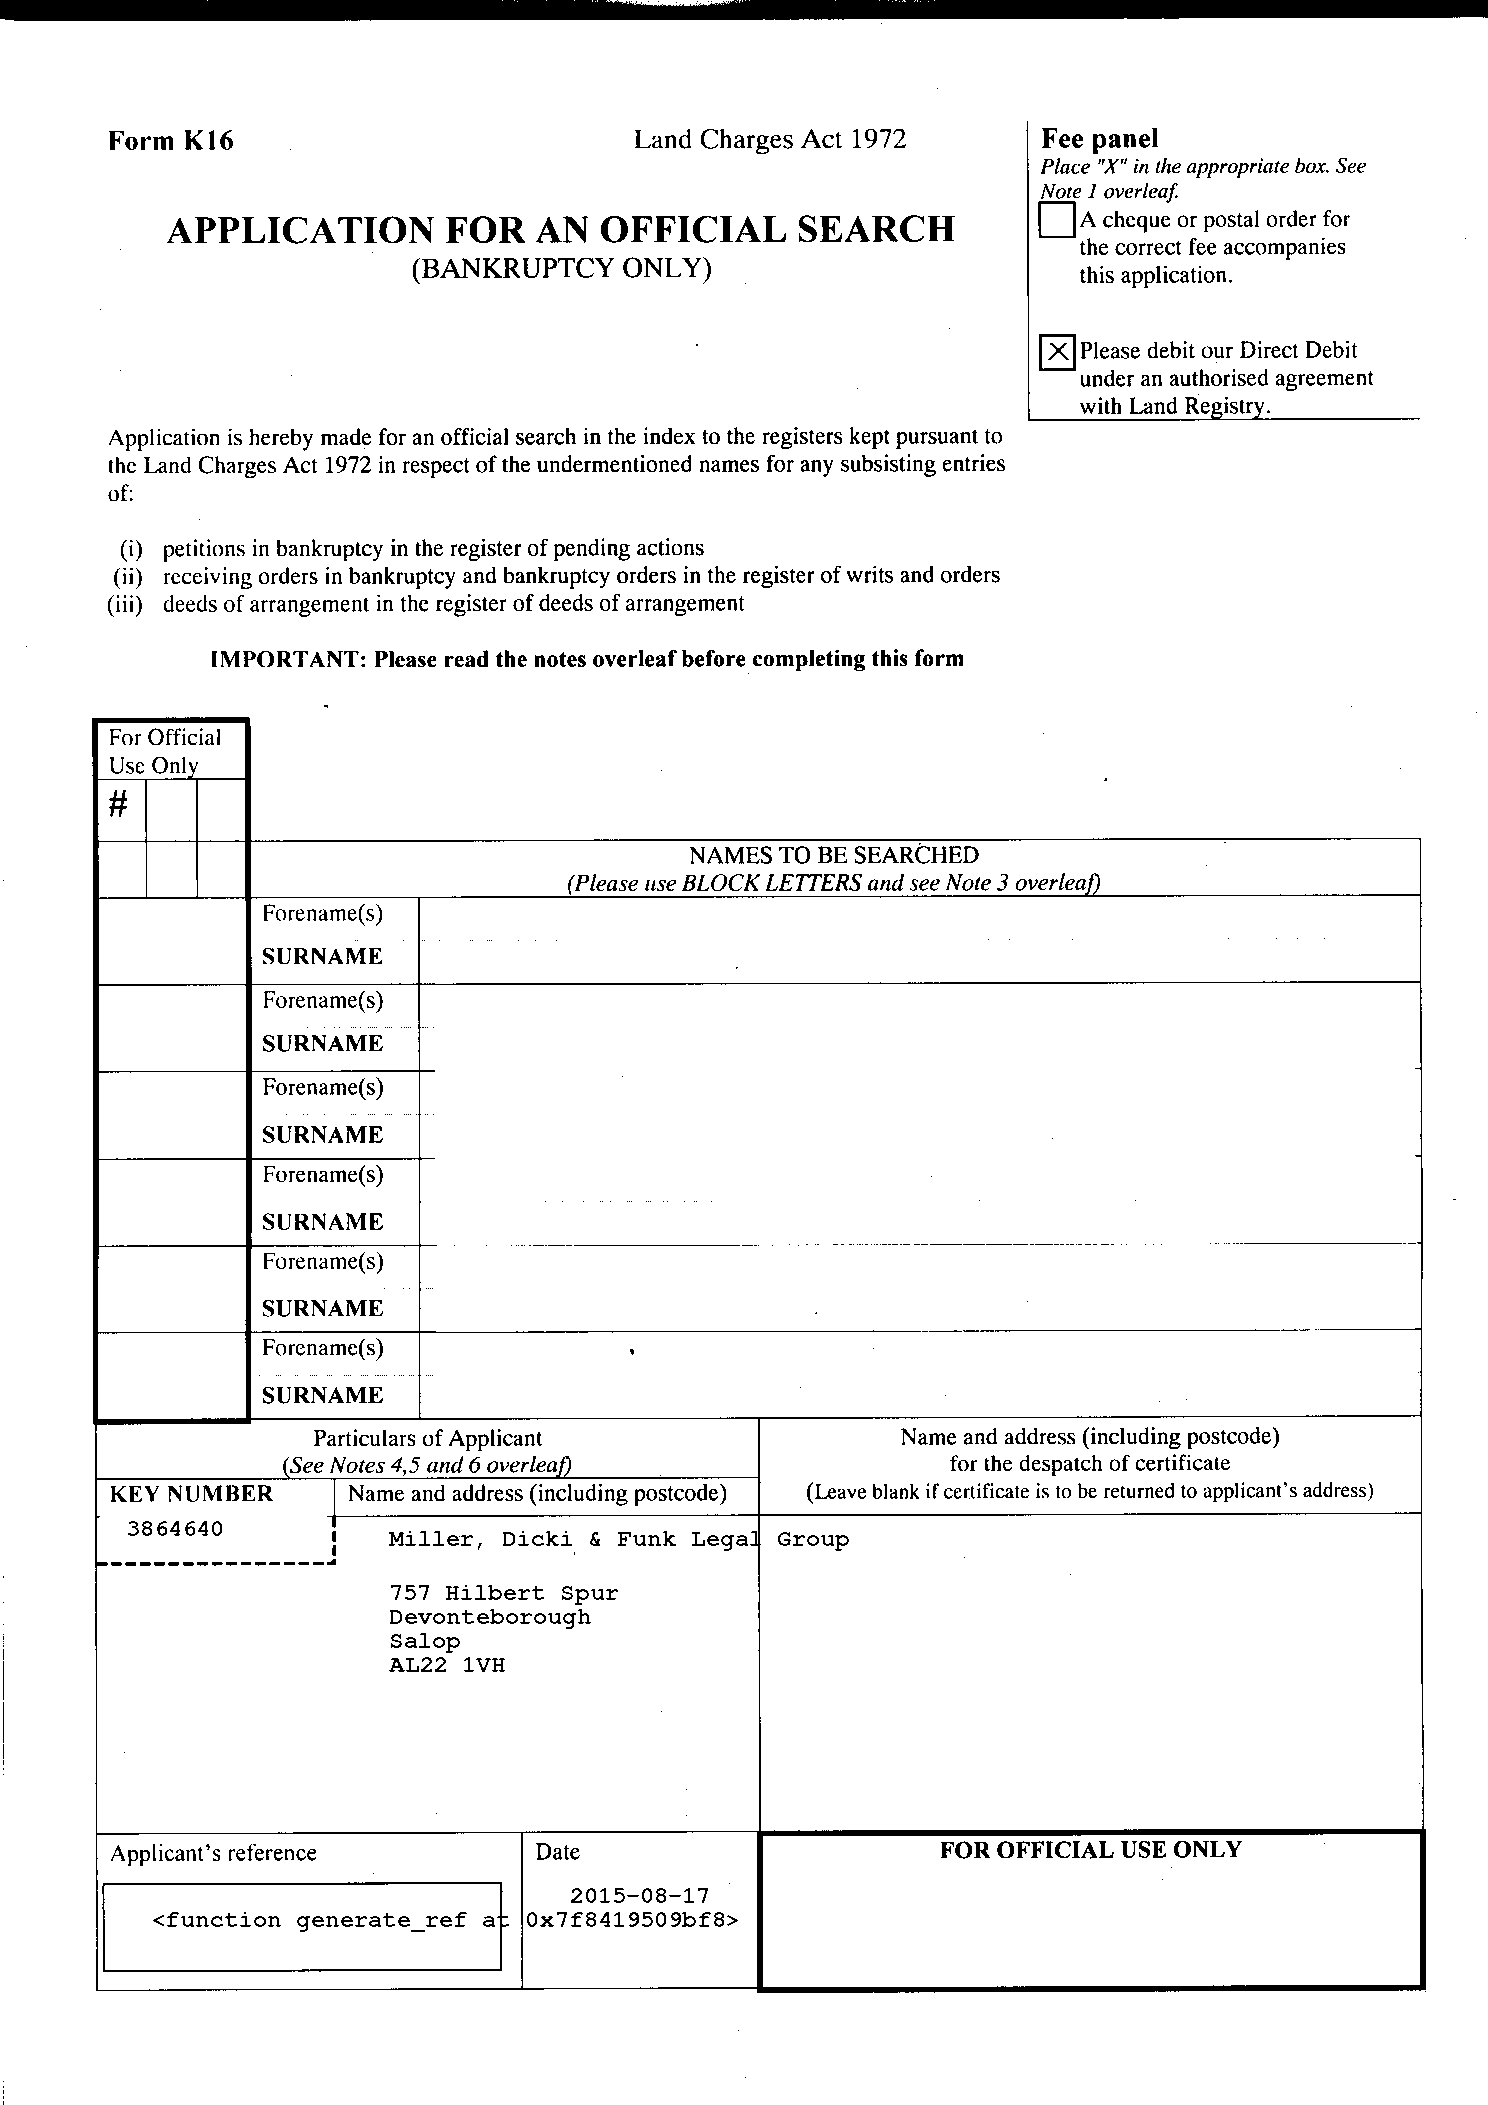 Form K16
Land Charges Act 1972
APPLICATION FOR AN OFFICIAL SEARCH
(BANKRUPTCY ONLY)
Fee panel
Place "X" in the appropriate box. See
Note 1 overleaf.
A cheque or postal order for
the correct fee accompanies
this application.
X Please debit our Direct Debit
under an authorised agreement
with Land Registry.
Application is hereby made for an official search in the index to the registers kept pursuant to
the Land Charges Act 1972 in respect of the undermentioned names for any subsisting entries
of:
(i) petitions in bankruptcy in the register of pending actions
(ii) receiving orders in bankruptcy and bankruptcy orders in the register of writs and orders
(iii) deeds of arrangement in the register of deeds of arrangement
IMPORTANT: Please read the notes overleaf before completing this form
For Official
Use Only
#
NAMES TO BE SEARCHED
(Please use BLOCK LETTERS and see Note 3 overleaf)
Forename(s)
SURNAME
Forename(s)
SURNAME
Forename(s)
SURNAME
Forename(s)
SURNAME
Forename(s)
SURNAME
Forename(s)
SURNAME
Particulars of Applicant
(See Notes 4,5 and 6 overleaf)
KEY NUMBER
3864640
Name and address (including postcode)
Miller, Dicki & Funk Legal Group
757 Hilbert Spur
Devonteborough
Salop
AL22 1VH
Name and address (including postcode)
for the despatch of certificate
(Leave blank if certificate is to be returned to applicant's address)
Applicant's reference
Date
2015-08-17
<function generate_ref at 0x7f8419509bf8>
FOR OFFICIAL USE ONLY